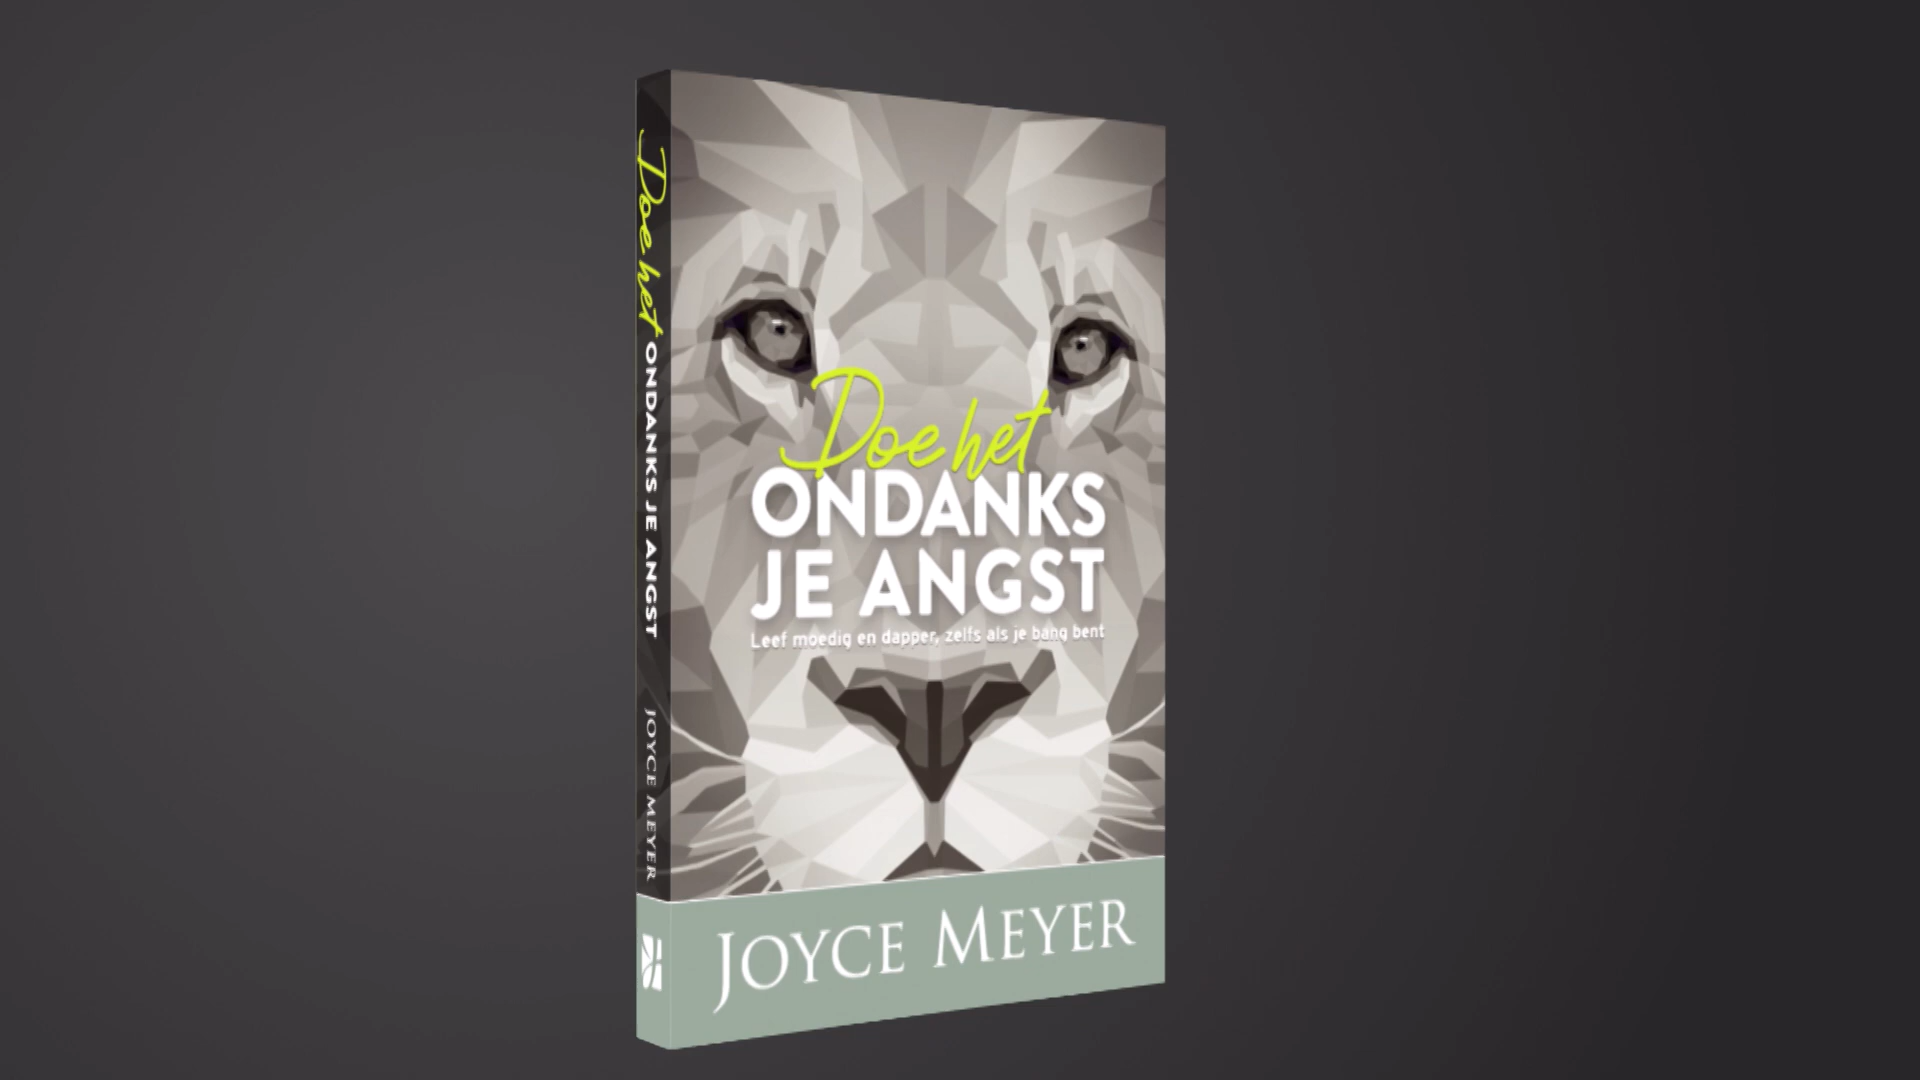 Doe het
ONDANKS JE ANGST
JOYCE MEYER
Doe het
ONDANKS
JE ANGST
Leef moedig en dapper, zelfs als je bang bent
JOYCE MEYER